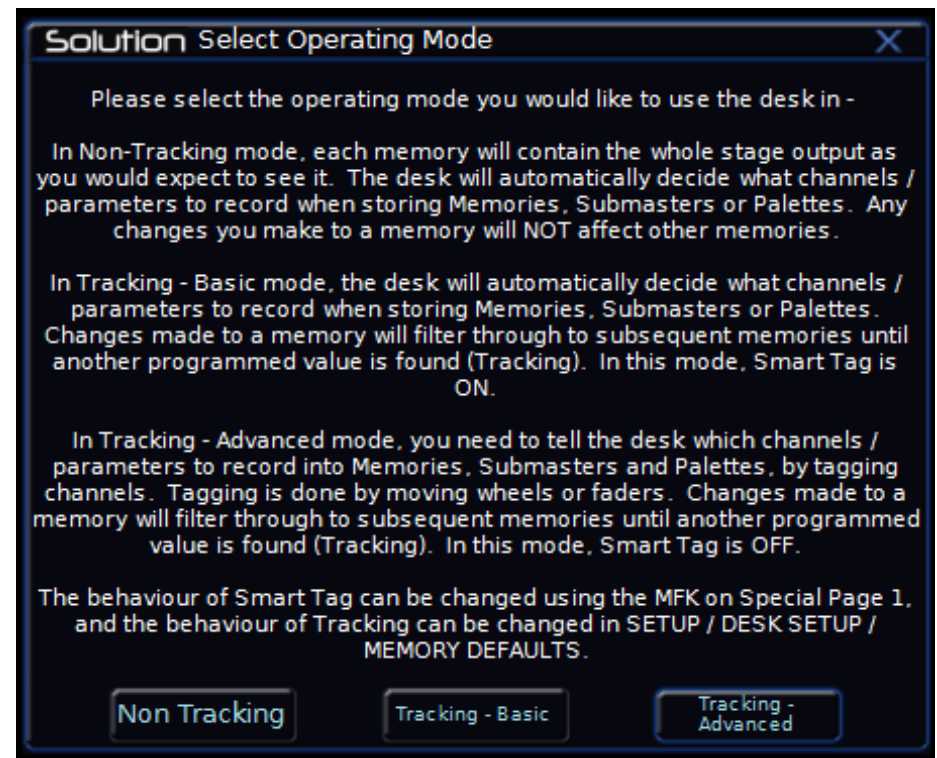 Solution Select Operating Mode X
Please select the operating mode you would like to use the desk in -
In Non-Tracking mode, each memory will contain the whole stage output as
you would expect to see it. The desk will automatically decide what channels /
parameters to record when storing Memories, Submasters or Palettes. Any
changes you make to a memory will NOT affect other memories.
In Tracking - Basic mode, the desk will automatically decide what channels /
parameters to record when storing Memories, Submasters or Palettes.
Changes made to a memory will filter through to subsequent memories until
another programmed value is found (Tracking). In this mode, Smart Tag is
ON.
In Tracking - Advanced mode, you need to tell the desk which channels /
parameters to record into Memories, Submasters and Palettes, by tagging
channels. Tagging is done by moving wheels or faders. Changes made to a
memory will filter through to subsequent memories until another programmed
value is found (Tracking). In this mode, Smart Tag is OFF.
The behaviour of Smart Tag can be changed using the MFK on Special Page 1,
and the behaviour of Tracking can be changed in SETUP / DESK SETUP /
MEMORY DEFAULTS.
Non Tracking
Tracking - Basic
Tracking -
Advanced